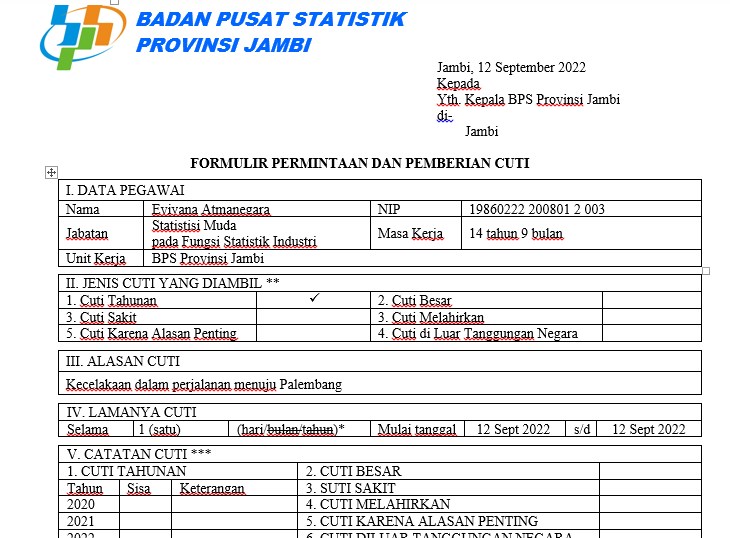 BADAN PUSAT STATISTIK
PROVINSI JAMBI
Jambi, 12 September 2022
Kepada
Yth. Kepala BPS Provinsi Jambi
di-
Jambi
FORMULIR PERMINTAAN DAN PEMBERIAN CUTI
I. DATA PEGAWAI
Nama Eviyana Atmanegara NIP 19860222 200801 2 003
Jabatan Statistisi Muda
pada Fungsi Statistik Industri Masa Kerja 14 tahun 9 bulan
Unit Kerja BPS Provinsi Jambi
II. JENIS CUTI YANG DIAMBIL **
1. Cuti Tahunan ✓ 2. Cuti Besar
3. Cuti Sakit 3. Cuti Melahirkan
5. Cuti Karena Alasan Penting 4. Cuti di Luar Tanggungan Negara
III. ALASAN CUTI
Kecelakaan dalam perjalanan menuju Palembang
IV. LAMANYA CUTI
Selama 1 (satu) (hari/bulan/tahun)* Mulai tanggal 12 Sept 2022 s/d 12 Sept 2022
V. CATATAN CUTI ***
1. CUTI TAHUNAN 2. CUTI BESAR
Tahun Sisa Keterangan 3. SUTI SAKIT
2020 4. CUTI MELAHIRKAN
2021 5. CUTI KARENA ALASAN PENTING
2022 6. CUTI DILUAR TANGGUNGAN NEGARA